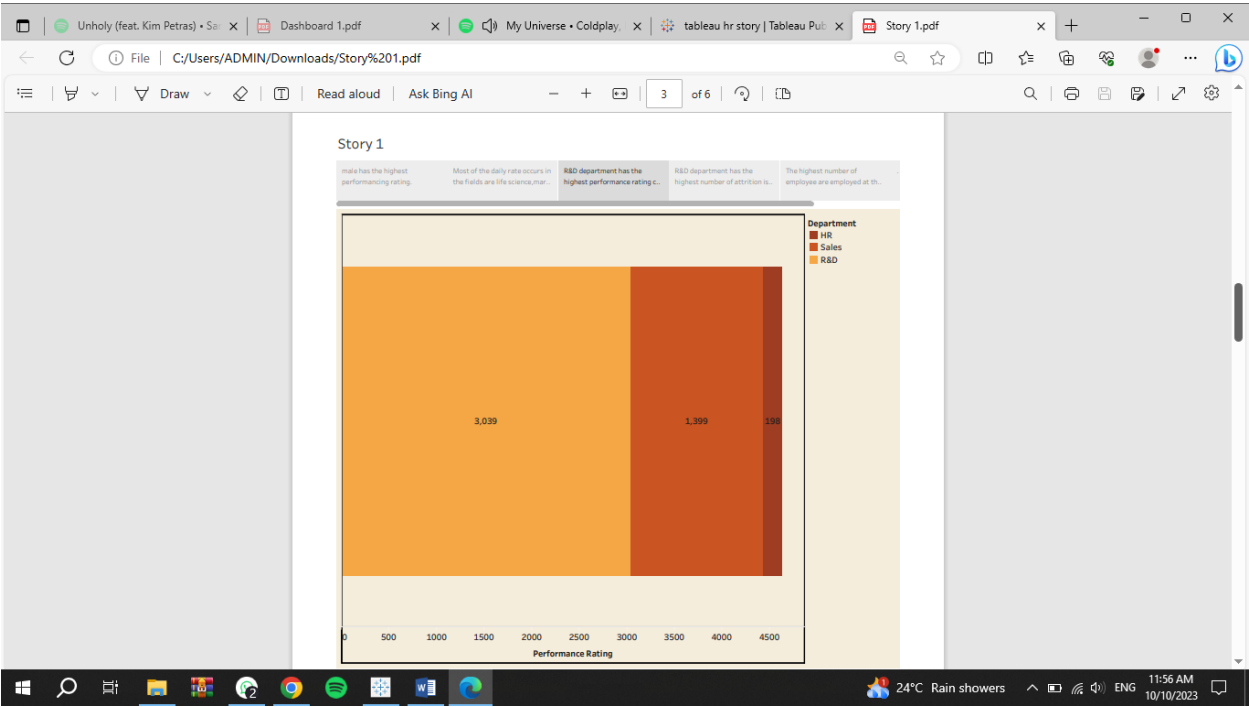 Unholy (feat. Kim Petras) • Sa
Dashboard 1.pdf
My Universe • Coldplay,
tableau hr story | Tableau Pub
Story 1.pdf
File
C:/Users/ADMIN/Downloads/Story%201.pdf
Draw
Read aloud
Ask Bing AI
3
of 6
Story 1
male has the highest
performancing rating.
Most of the daily rate occurs in
the fields are life science,mar...
R&D department has the
highest performance rating c..
R&D department has the
highest number of attrition is..
The highest number of
employee are employed at th..
Department
HR
Sales
R&D
3,039
1,399
198
0 500 1000 1500 2000 2500 3000 3500 4000 4500
Performance Rating
24°C Rain showers
ENG
11:56 AM
10/10/2023